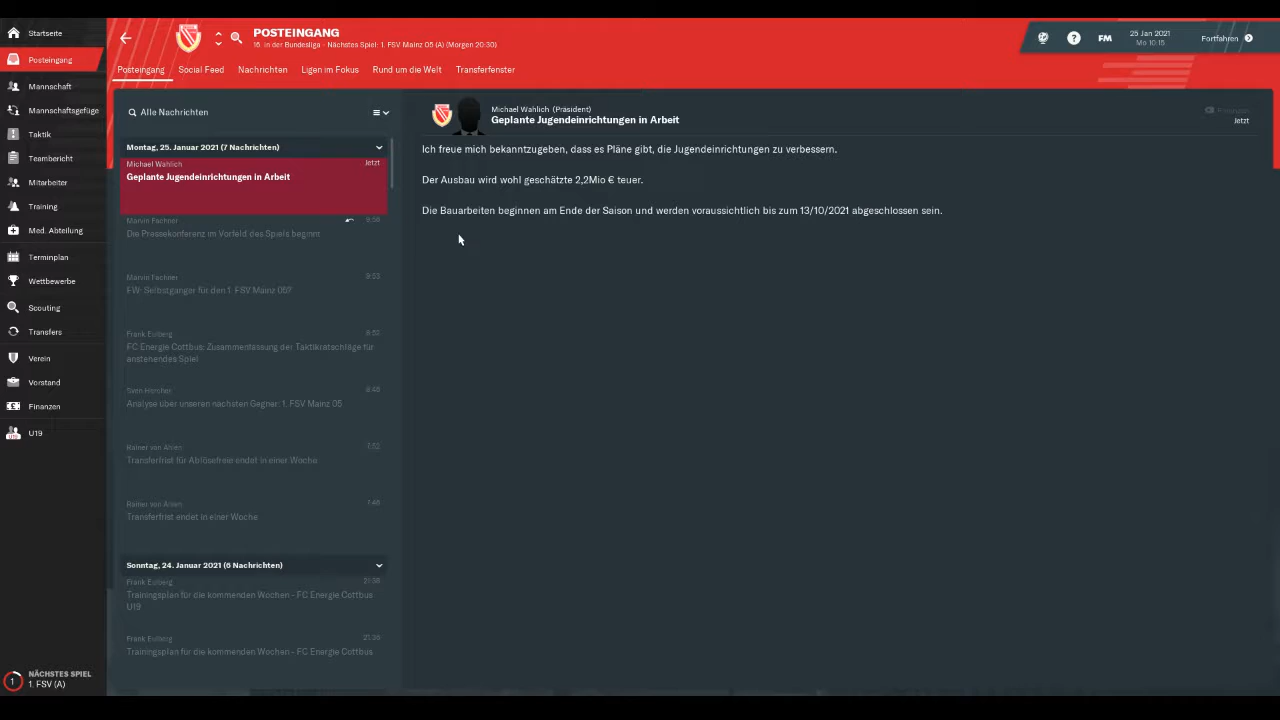 Startseite
Posteingang
Mannschaft
Mannschaftsgefüge
Taktik
Teambericht
Mitarbeiter
Training
Med. Abteilung
Terminplan
Wettbewerbe
Scouting
Transfers
Verein
Vorstand
Finanzen
U19
NÄCHSTES SPIEL
1. FSV (A)
POSTEINGANG
16. in der Bundesliga - Nächstes Spiel: 1. FSV Mainz 05 (A) (Morgen 20:30)
FM
25 Jan 2021
Mo 10:15
Fortfahren
Posteingang Social Feed Nachrichten Ligen im Fokus Rund um die Welt Transferfenster
Alle Nachrichten
Montag, 25. Januar 2021 (7 Nachrichten)
Michael Wahlich Jetzt
Geplante Jugendeinrichtungen in Arbeit
Marvin Fachner
Die Pressekonferenz im Vorfeld des Spiels beginnt
Marvin Fachner
FW: Selbstgänger für den 1. FSV Mainz 05?
Frank Eulberg
FC Energie Cottbus: Zusammenfassung der Taktikratschläge für
anstehendes Spiel
Sven Hercher
Analyse über unseren nächsten Gegner: 1. FSV Mainz 05
Rainer von Ahlen
Transferfrist für Ablösefreie endet in einer Woche
Rainer von Ahlen
Transferfrist endet in einer Woche
Sonntag, 24. Januar 2021 (6 Nachrichten)
Frank Eulberg
Trainingsplan für die kommenden Wochen - FC Energie Cottbus
U19
Frank Eulberg
Trainingsplan für die kommenden Wochen - FC Energie Cottbus
Michael Wahlich (Präsident)
Geplante Jugendeinrichtungen in Arbeit
Jetzt
Ich freue mich bekanntzugeben, dass es Pläne gibt, die Jugendeinrichtungen zu verbessern.
Der Ausbau wird wohl geschätzte 2,2Mio € teuer.
Die Bauarbeiten beginnen am Ende der Saison und werden voraussichtlich bis zum 13/10/2021 abgeschlossen sein.